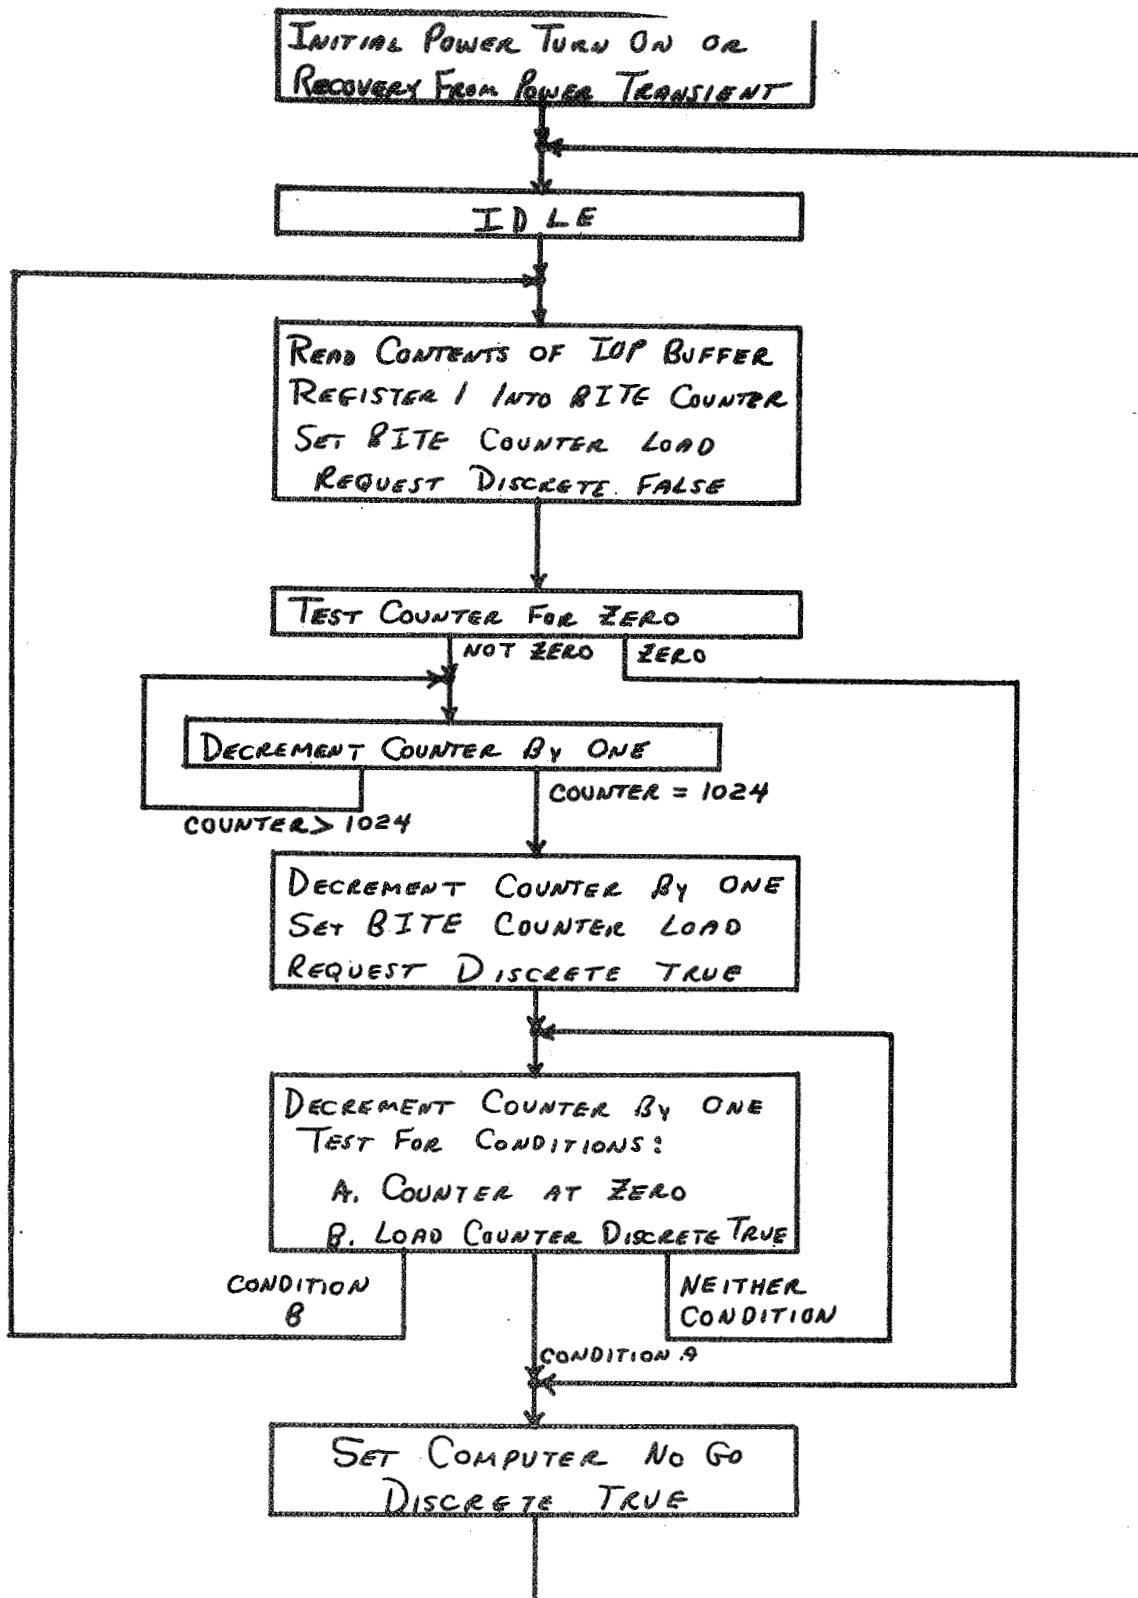 INITIAL POWER TURN ON OR
RECOVERY FROM POWER TRANSIENT
IDLE
READ CONTENTS OF IOP BUFFER
REGISTER 1 INTO BITE COUNTER
SET BITE COUNTER LOAD
REQUEST DISCRETE FALSE
TEST COUNTER FOR ZERO
NOT ZERO
ZERO
DECREMENT COUNTER BY ONE
COUNTER = 1024
COUNTER > 1024
DECREMENT COUNTER BY ONE
SET BITE COUNTER LOAD
REQUEST DISCRETE TRUE
DECREMENT COUNTER BY ONE
TEST FOR CONDITIONS:
A. COUNTER AT ZERO
B. LOAD COUNTER DISCRETE TRUE
CONDITION
B
NEITHER
CONDITION
CONDITION A
SET COMPUTER NO GO
DISCRETE TRUE